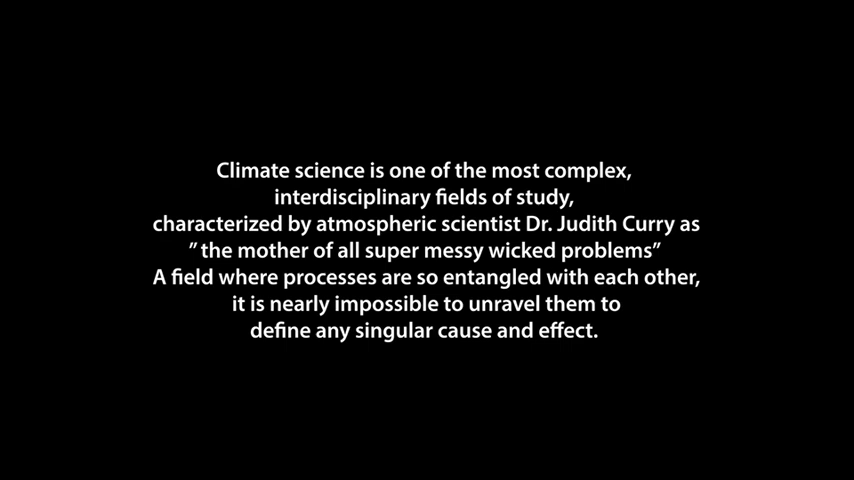 Climate science is one of the most complex,
interdisciplinary fields of study,
characterized by atmospheric scientist Dr. Judith Curry as
”the mother of all super messy wicked problems”
A field where processes are so entangled with each other,
it is nearly impossible to unravel them to
define any singular cause and effect.